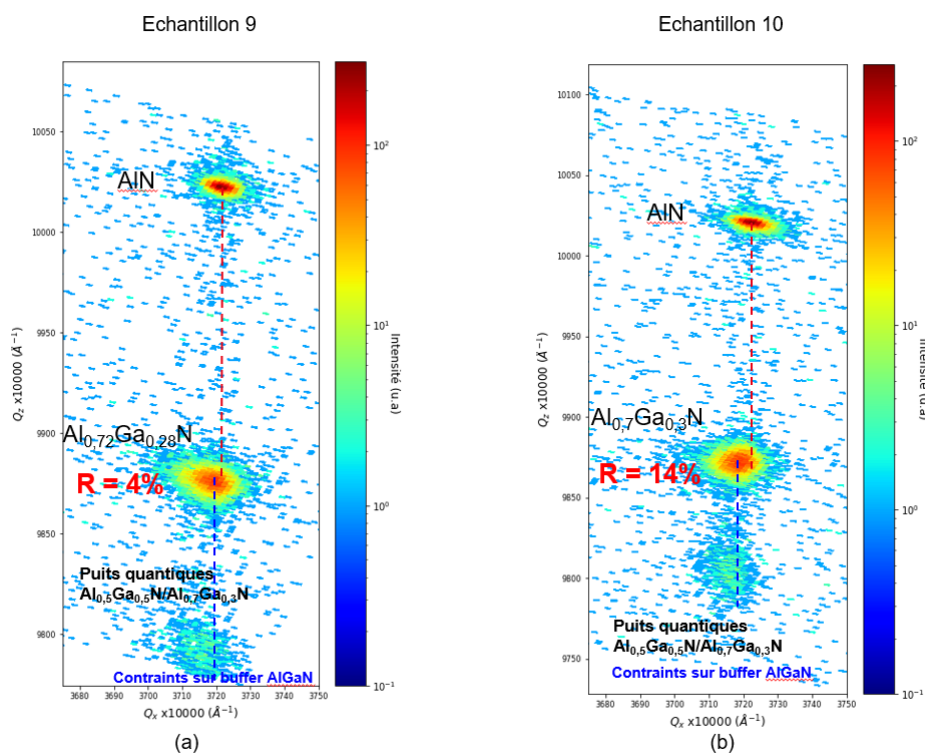 Echantillon 9
Echantillon 10
10050
10000
9950
9900
9850
9800
3680
3690
3700
3710
3720
3730
3740
3750
Qz x10000 (Å⁻¹)
Qx x10000 (Å⁻¹)
AlN
Al0,72Ga0,28N
R = 4%
Puits quantiques
Al0,5Ga0,5N/Al0,7Ga0,3N
Contraints sur buffer AlGaN
10²
10¹
10⁰
10⁻¹
Intensité (u.a)
(a)
10100
10050
10000
9950
9900
9850
9800
9750
3680
3690
3700
3710
3720
3730
3740
3750
Qz x10000 (Å⁻¹)
Qx x10000 (Å⁻¹)
AlN
Al0,7Ga0,3N
R = 14%
Puits quantiques
Al0,5Ga0,5N/Al0,7Ga0,3N
Contraints sur buffer AlGaN
10²
10¹
10⁰
10⁻¹
Intensité (u.a)
(b)